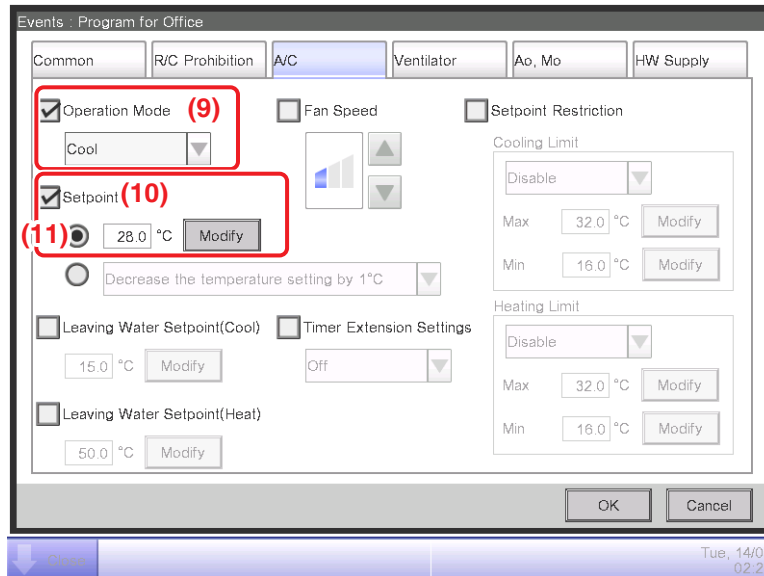 Events : Program for Office
Common R/C Prohibition A/C Ventilator Ao, Mo HW Supply
Operation Mode (9)
Cool
Setpoint (10)
(11) 28.0 °C Modify
Decrease the temperature setting by 1°C
Fan Speed
Leaving Water Setpoint(Cool)
15.0 °C Modify
Timer Extension Settings
Off
Leaving Water Setpoint(Heat)
50.0 °C Modify
Setpoint Restriction
Cooling Limit
Disable
Max 32.0 °C Modify
Min 16.0 °C Modify
Heating Limit
Disable
Max 32.0 °C Modify
Min 16.0 °C Modify
OK Cancel
Tue, 14/0
02:2